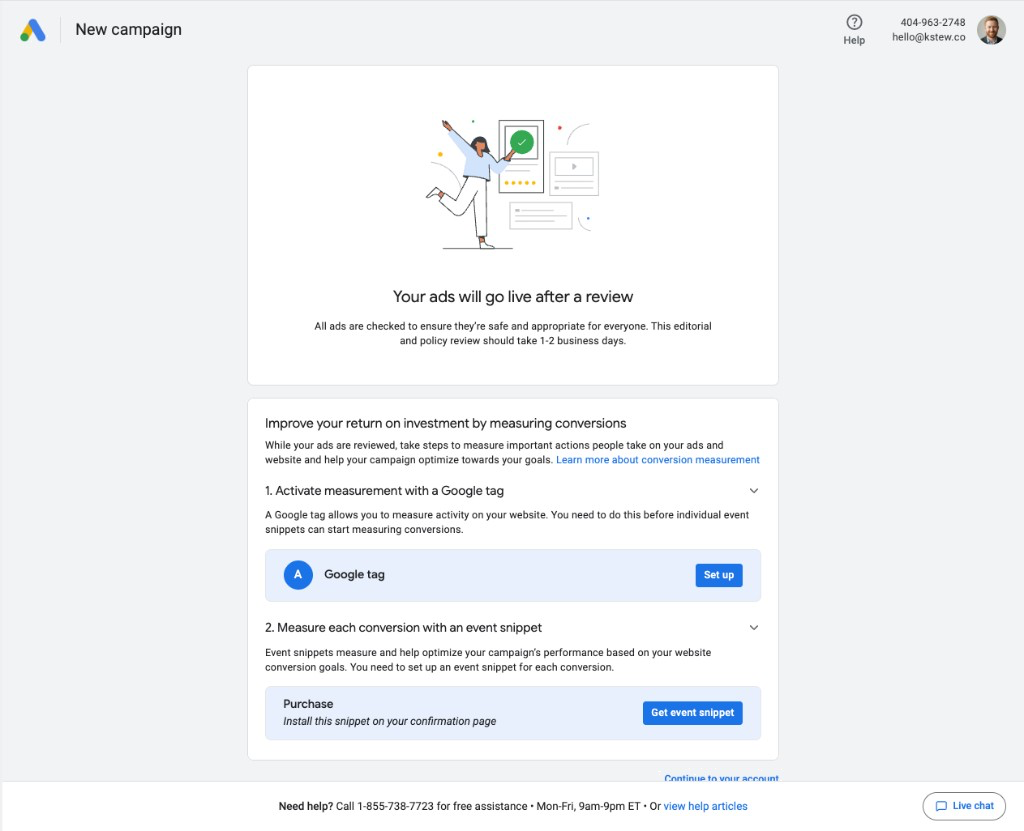 New campaign
Help
404-963-2748
hello@kstew.co
Your ads will go live after a review
All ads are checked to ensure they're safe and appropriate for everyone. This editorial
and policy review should take 1-2 business days.
Improve your return on investment by measuring conversions
While your ads are reviewed, take steps to measure important actions people take on your ads and
website and help your campaign optimize towards your goals. Learn more about conversion measurement
1. Activate measurement with a Google tag
A Google tag allows you to measure activity on your website. You need to do this before individual event
snippets can start measuring conversions.
A Google tag Set up
2. Measure each conversion with an event snippet
Event snippets measure and help optimize your campaign's performance based on your website
conversion goals. You need to set up an event snippet for each conversion.
Purchase
Install this snippet on your confirmation page
Get event snippet
Continue to your account
Need help? Call 1-855-738-7723 for free assistance • Mon-Fri, 9am-9pm ET • Or view help articles
Live chat